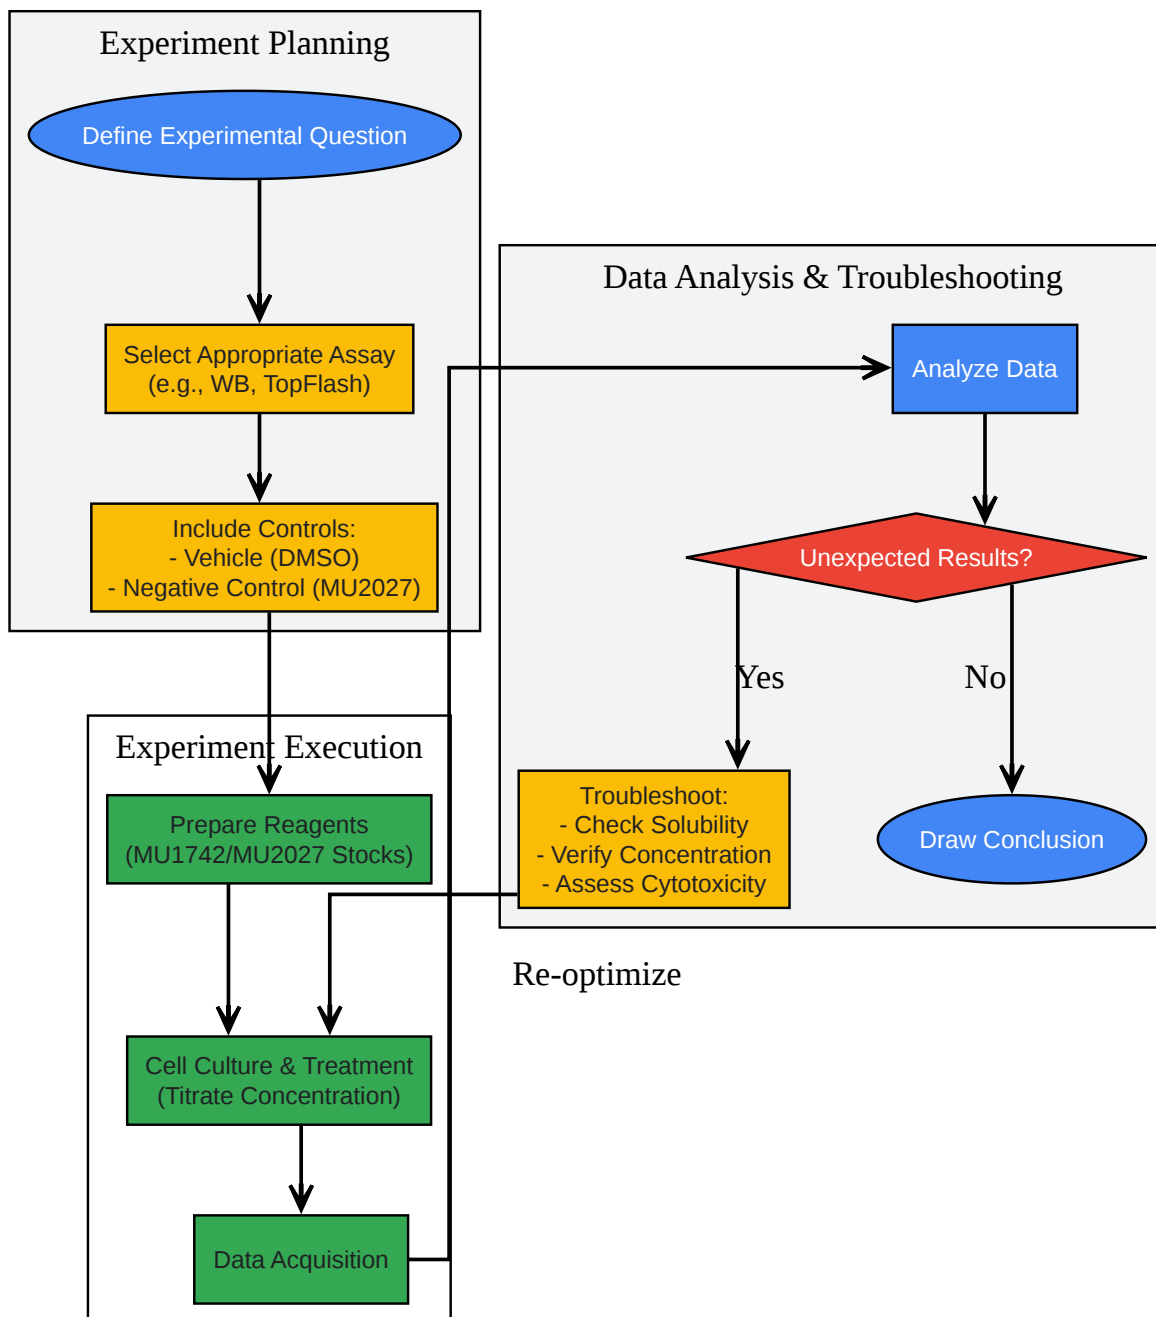 Experiment Planning
Define Experimental Question
Select Appropriate Assay
(e.g., WB, TopFlash)
Include Controls:
- Vehicle (DMSO)
- Negative Control (MU2027)
Experiment Execution
Prepare Reagents
(MU1742/MU2027 Stocks)
Cell Culture & Treatment
(Titrate Concentration)
Data Acquisition
Data Analysis & Troubleshooting
Analyze Data
Unexpected Results?
Yes
No
Troubleshoot:
- Check Solubility
- Verify Concentration
- Assess Cytotoxicity
Draw Conclusion
Re-optimize